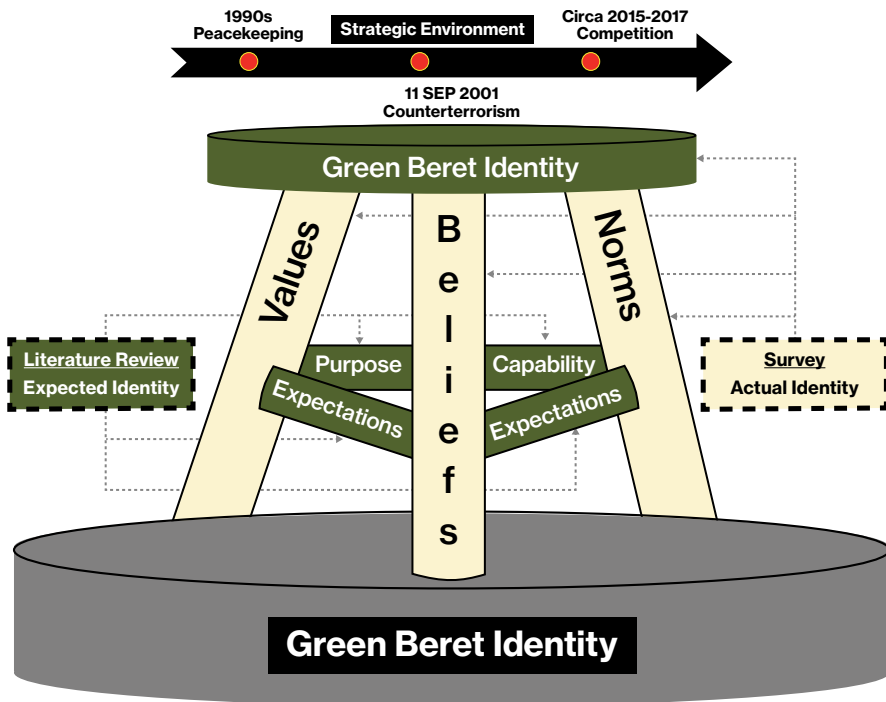 1990s
Peacekeeping
Strategic Environment
Circa 2015-2017
Competition
11 SEP 2001
Counterterrorism
Green Beret Identity
Values
Beliefs
Norms
Literature Review
Expected Identity
Purpose
Capability
Expectations
Expectations
Survey
Actual Identity
Green Beret Identity